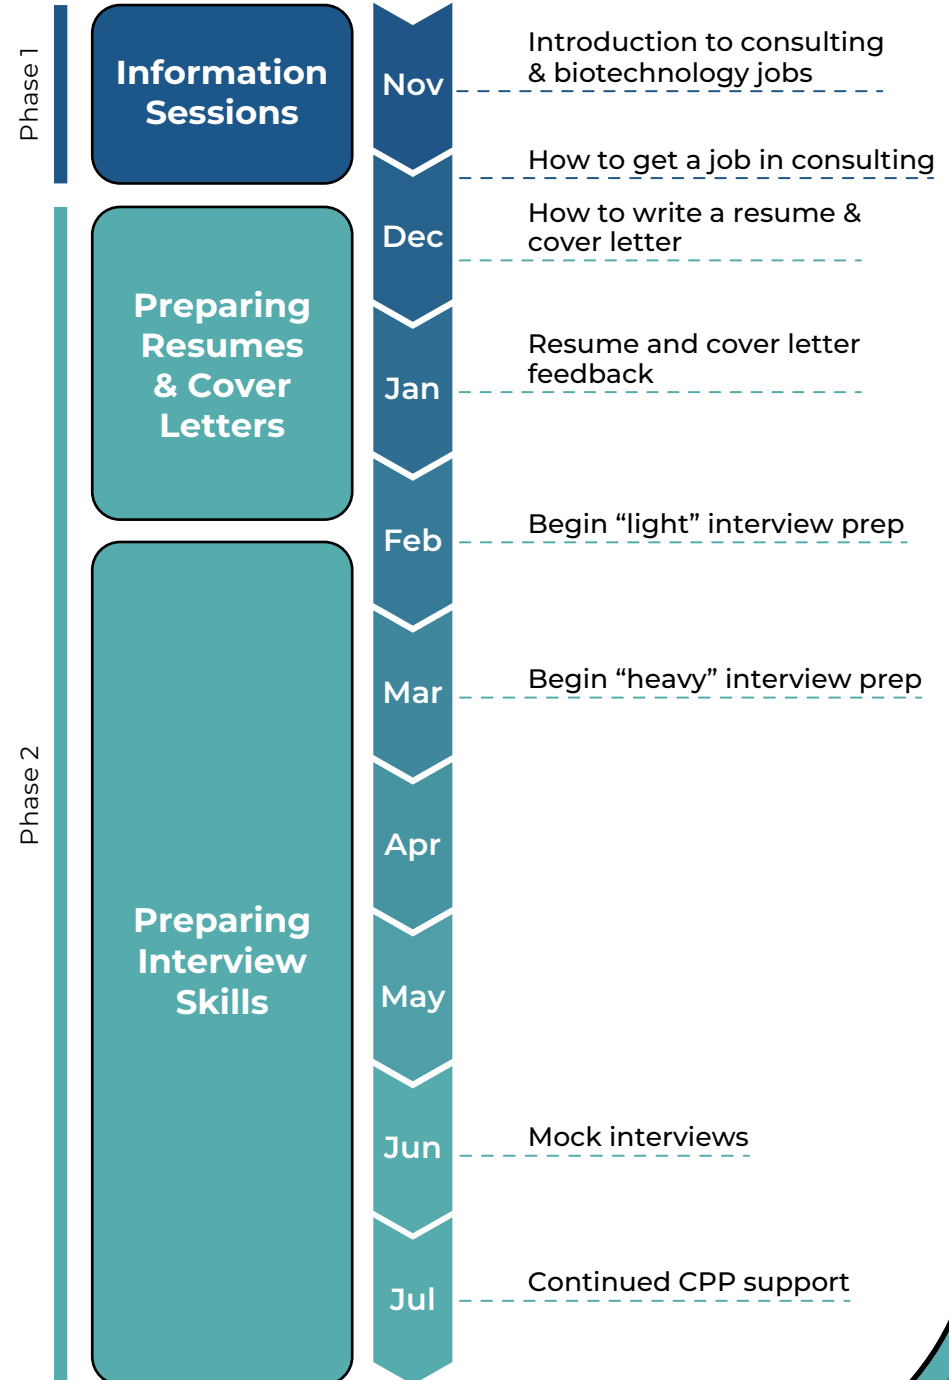 Phase 1
Information
Sessions
Nov
Introduction to consulting
& biotechnology jobs
How to get a job in consulting
Dec
How to write a resume &
cover letter
Phase 2
Preparing
Resumes
& Cover
Letters
Jan
Resume and cover letter
feedback
Feb
Begin “light” interview prep
Preparing
Interview
Skills
Mar
Begin “heavy” interview prep
Apr
May
Jun
Mock interviews
Jul
Continued CPP support